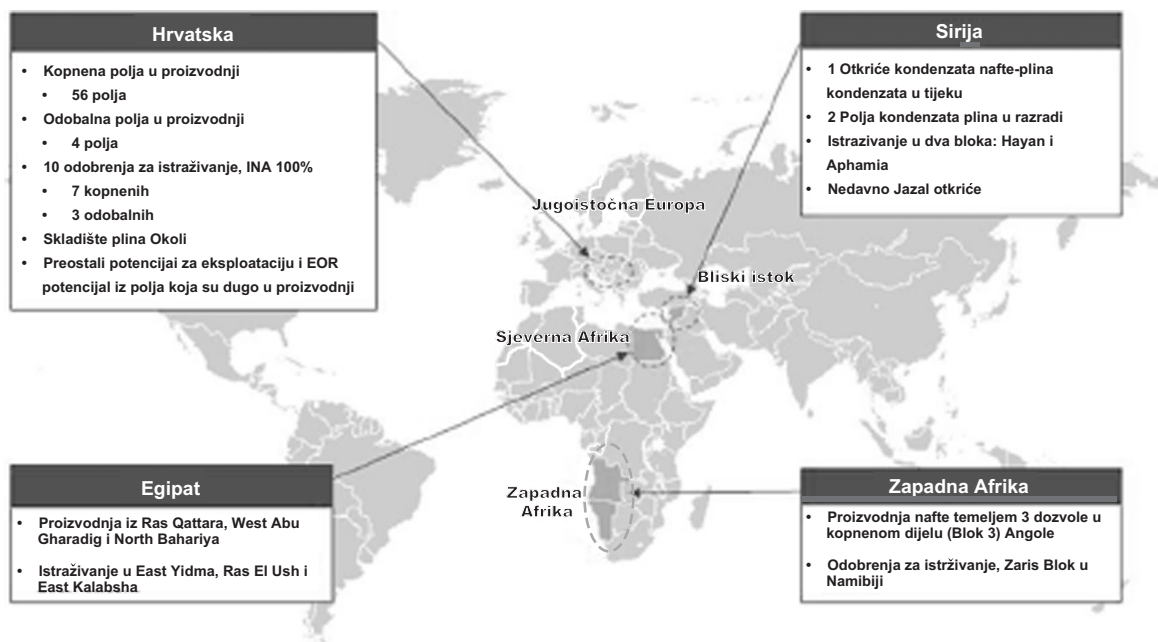 Hrvatska
• Kopnena polja u proizvodnji
• 56 polja
• Odobalna polja u proizvodnji
• 4 polja
• 10 odobrenja za istraživanje, INA 100%
• 7 kopnenih
• 3 odobalnih
• Skladište plina Okoli
• Preostali potencijai za eksploataciju i EOR
potencijal iz polja koja su dugo u proizvodnji
Sirija
• 1 Otkriće kondenzata nafte-plina
kondenzata u tijeku
• 2 Polja kondenzata plina u razradi
• Istrazivanje u dva bloka: Hayan i
Aphamia
• Nedavno Jazal otkriće
Jugoistočna Europa
Bliski istok
Sjeverna Afrika
Zapadna
Afrika
Egipat
• Proizvodnja iz Ras Qattara, West Abu
Gharadig i North Bahariya
• Istraživanje u East Yidma, Ras El Ush i
East Kalabsha
Zapadna Afrika
• Proizvodnja nafte temeljem 3 dozvole u
kopnenom dijelu (Blok 3) Angole
• Odobrenja za istrživanje, Zaris Blok u
Namibiji